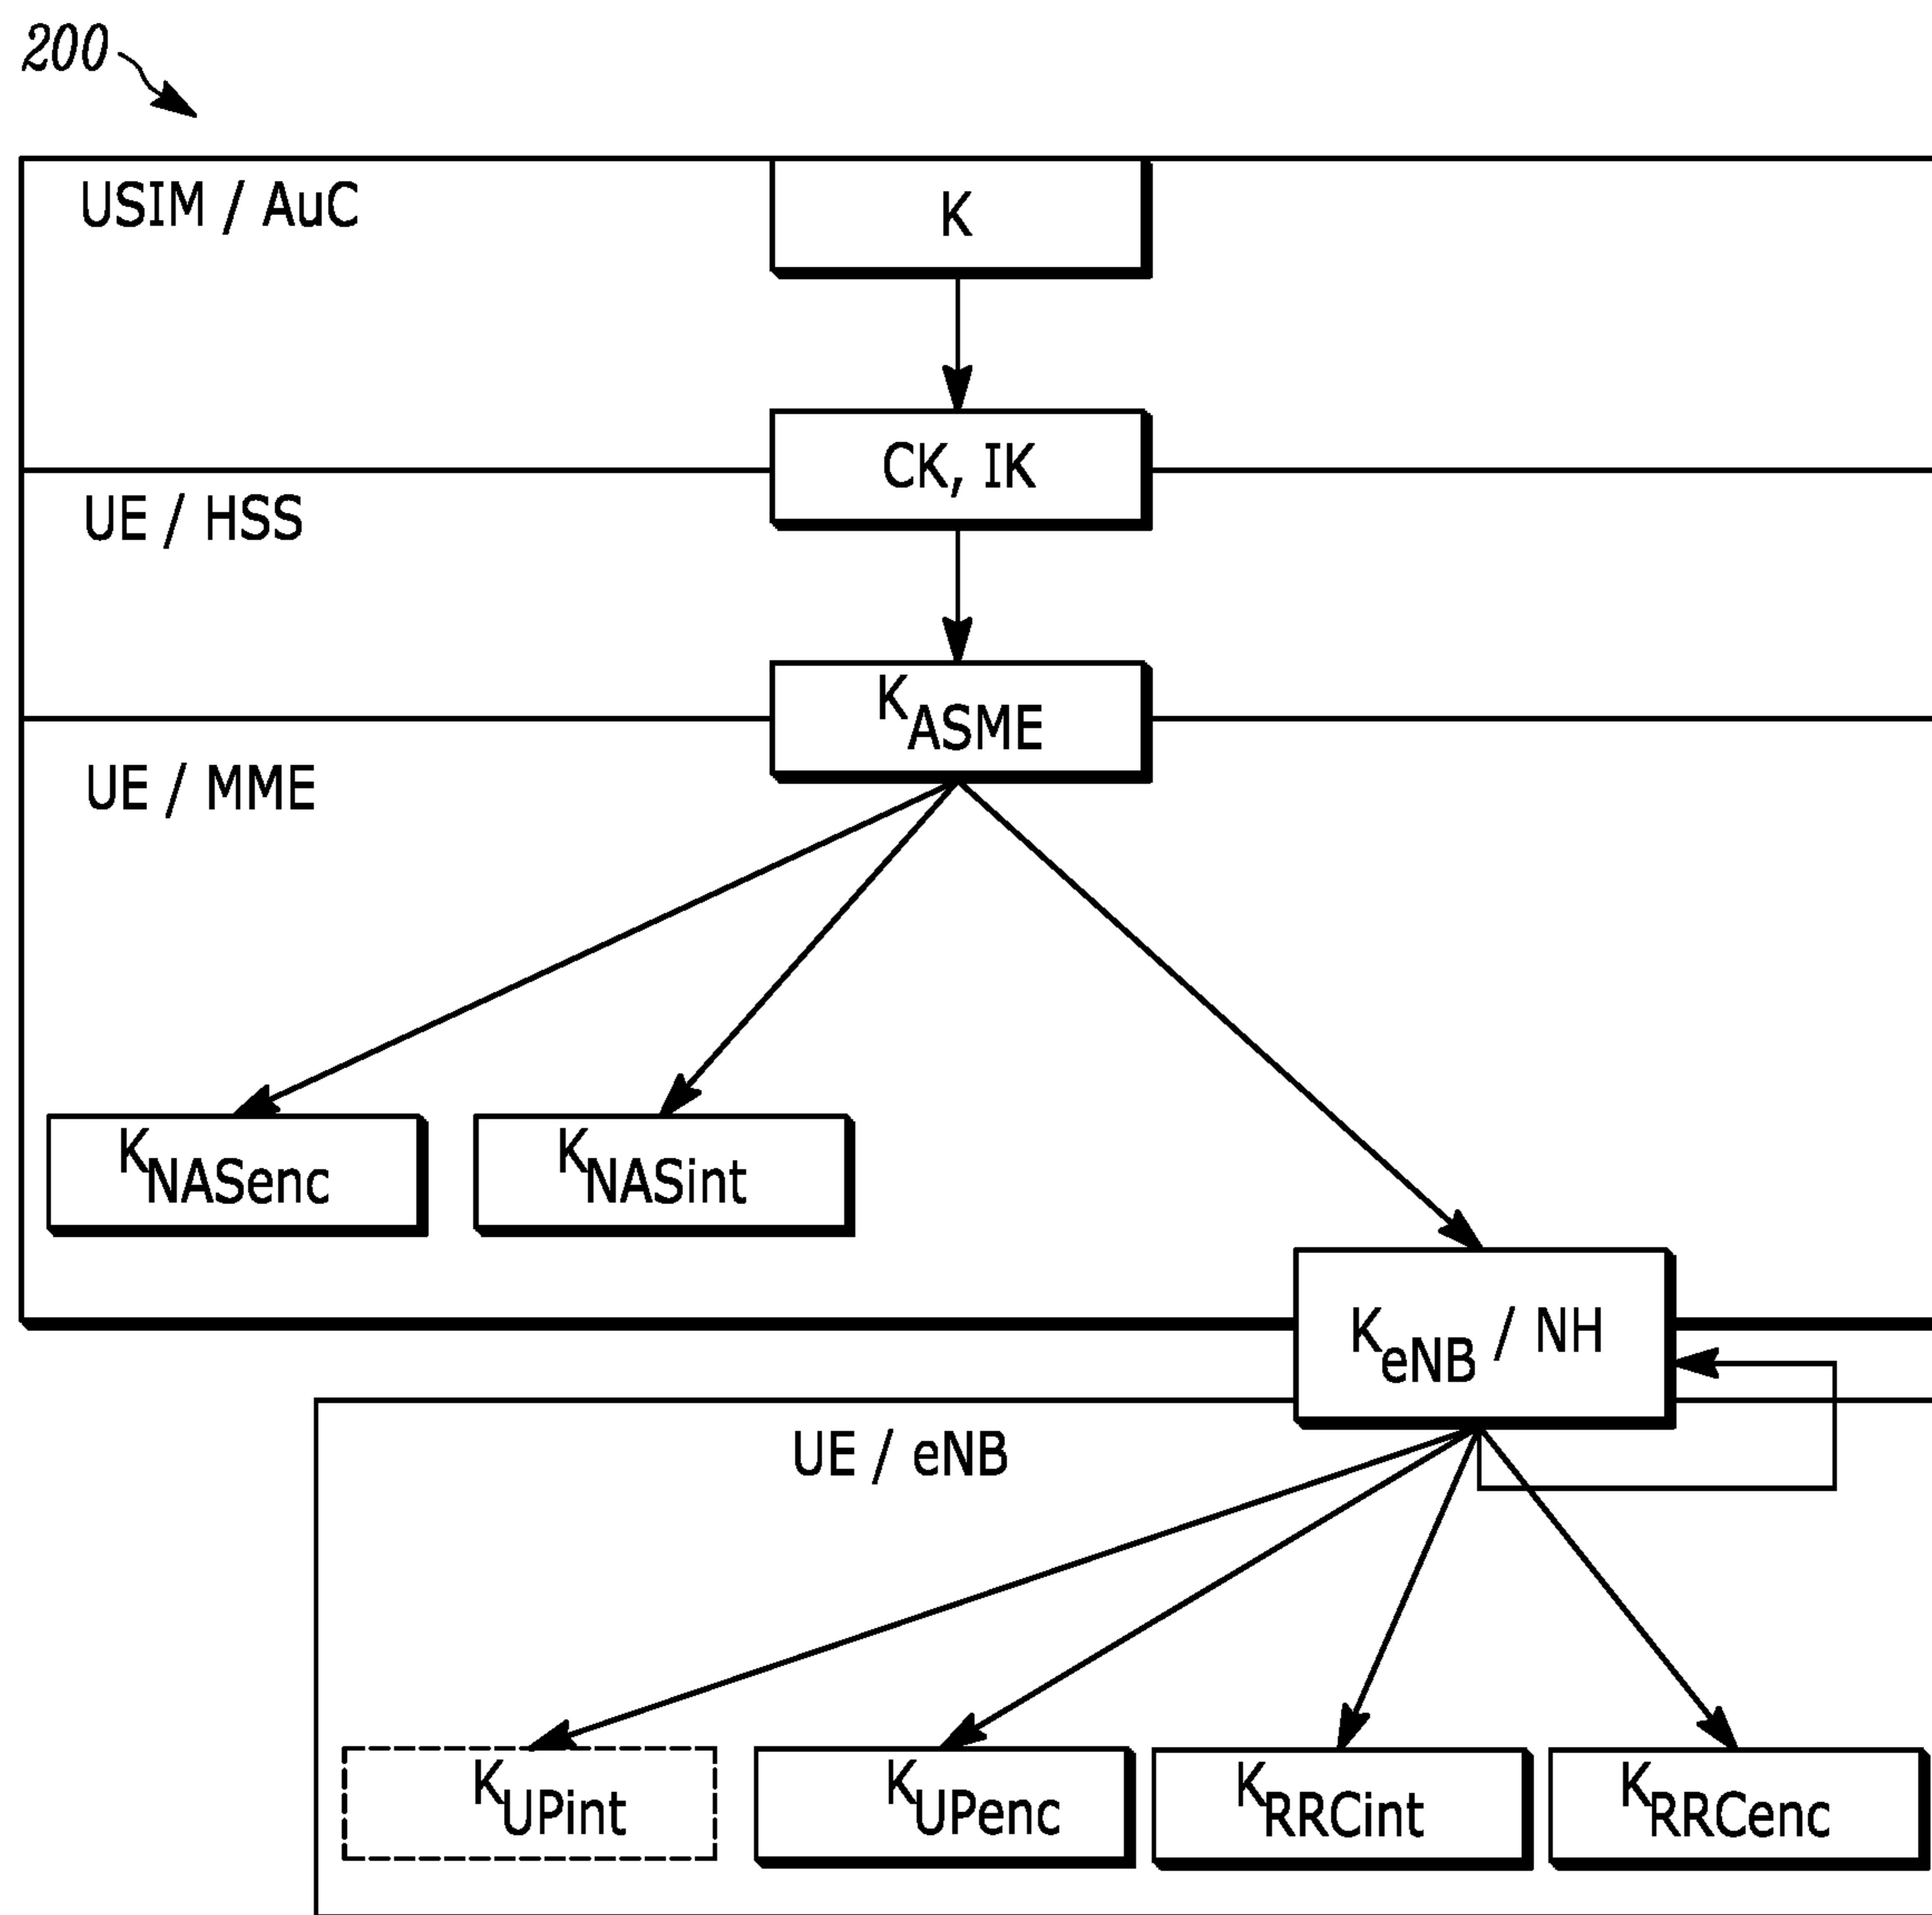 200
USIM / AuC
K
CK, IK
UE / HSS
KASME
UE / MME
KNASenc
KNASint
KeNB / NH
UE / eNB
KUPint
KUPenc
KRRCint
KRRCenc